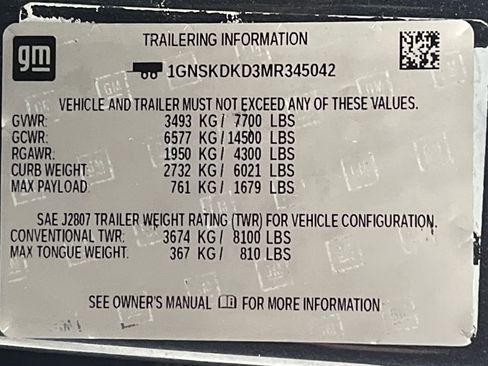 gm
TRAILERING INFORMATION
1GNSKDKD3MR345042
VEHICLE AND TRAILER MUST NOT EXCEED ANY OF THESE VALUES.
GVWR: 3493 KG/ 7700 LBS
GCWR: 6577 KG/ 14500 LBS
RGAWR: 1950 KG/ 4300 LBS
CURB WEIGHT: 2732 KG/ 6021 LBS
MAX PAYLOAD: 761 KG/ 1679 LBS
SAE J2807 TRAILER WEIGHT RATING (TWR) FOR VEHICLE CONFIGURATION.
CONVENTIONAL TWR: 3674 KG/ 8100 LBS
MAX TONGUE WEIGHT: 367 KG/ 810 LBS
SEE OWNER'S MANUAL FOR MORE INFORMATION